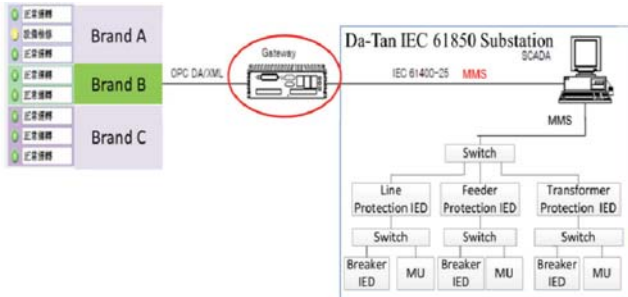 Brand A
Brand B
Brand C
OPC DA/XML
Gateway
Da-Tan IEC 61850 Substation
SCADA
IEC 61400-25 MMS
MMS
Switch
Line Protection IED
Feeder Protection IED
Transformer Protection IED
Switch
Switch
Switch
Breaker IED
MU
Breaker IED
MU
Breaker IED
MU